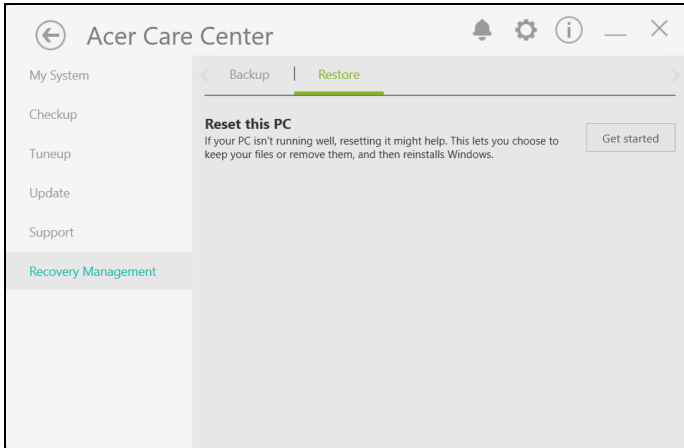 Acer Care Center
My System
Checkup
Tuneup
Update
Support
Recovery Management
Backup
Restore
Reset this PC
If your PC isn't running well, resetting it might help. This lets you choose to
keep your files or remove them, and then reinstalls Windows.
Get started